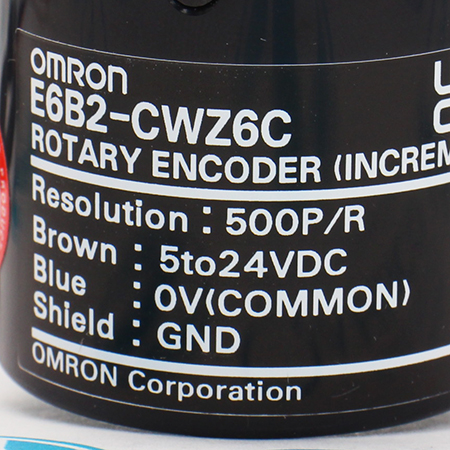 OMRON
E6B2-CWZ6C
ROTARY ENCODER (INCREM
Resolution : 500P/R
Brown : 5to24VDC
Blue : 0V(COMMON)
Shield : GND
OMRON Corporation